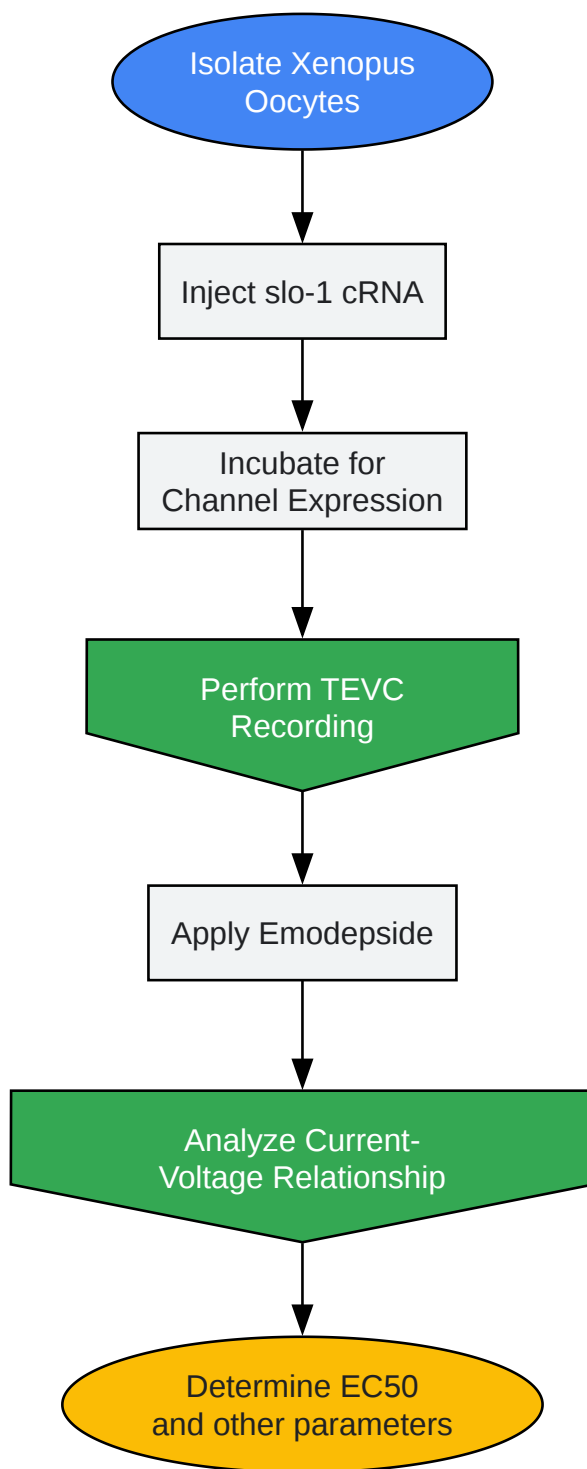 Isolate Xenopus
Oocytes
Inject slo-1 cRNA
Incubate for
Channel Expression
Perform TEVC
Recording
Apply Emodepside
Analyze Current-
Voltage Relationship
Determine EC50
and other parameters